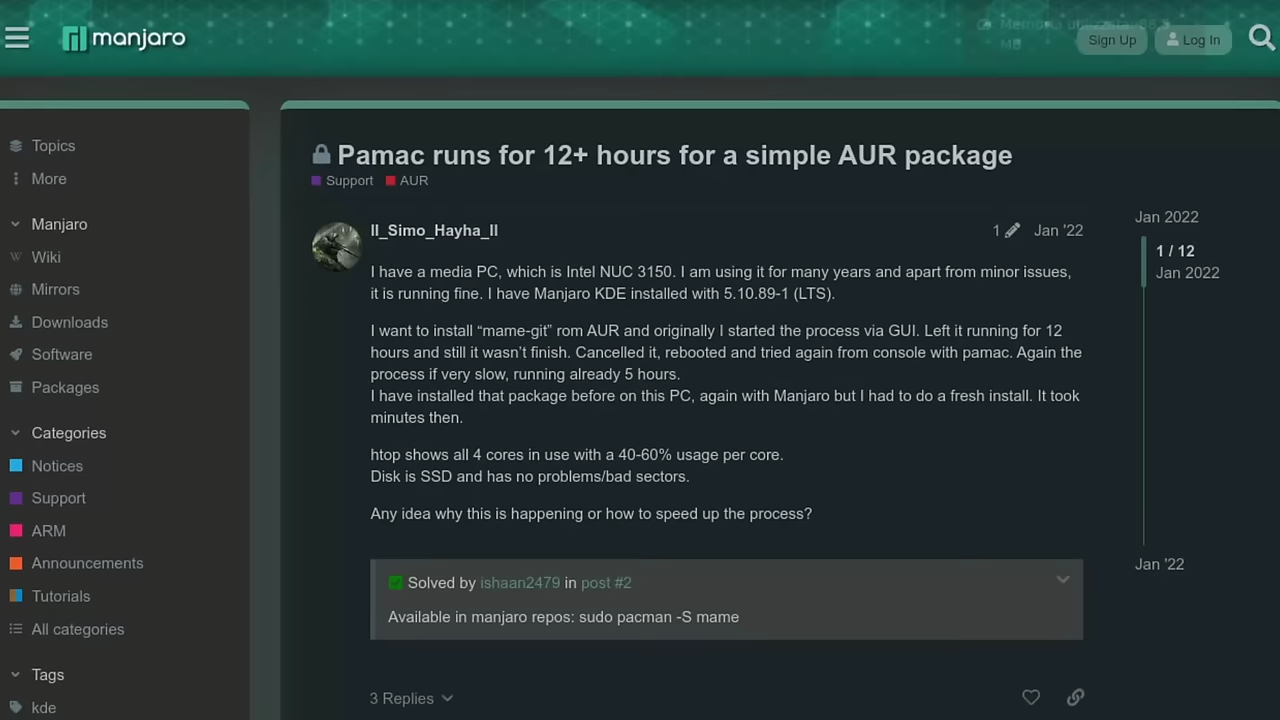 manjaro
Memoria utilizzata: 
MB
Sign Up
Log In
Topics
More
Manjaro
Wiki
Mirrors
Downloads
Software
Packages
Categories
Notices
Support
ARM
Announcements
Tutorials
All categories
Tags
kde
Pamac runs for 12+ hours for a simple AUR package
Support AUR
II_Simo_Hayha_II
1 Jan '22
I have a media PC, which is Intel NUC 3150. I am using it for many years and apart from minor issues,
it is running fine. I have Manjaro KDE installed with 5.10.89-1 (LTS).
I want to install “mame-git” rom AUR and originally I started the process via GUI. Left it running for 12
hours and still it wasn’t finish. Cancelled it, rebooted and tried again from console with pamac. Again the
process if very slow, running already 5 hours.
I have installed that package before on this PC, again with Manjaro but I had to do a fresh install. It took
minutes then.
htop shows all 4 cores in use with a 40-60% usage per core.
Disk is SSD and has no problems/bad sectors.
Any idea why this is happening or how to speed up the process?
Solved by ishaan2479 in post #2
Available in manjaro repos: sudo pacman -S mame
3 Replies
Jan 2022
1 / 12
Jan 2022
Jan '22